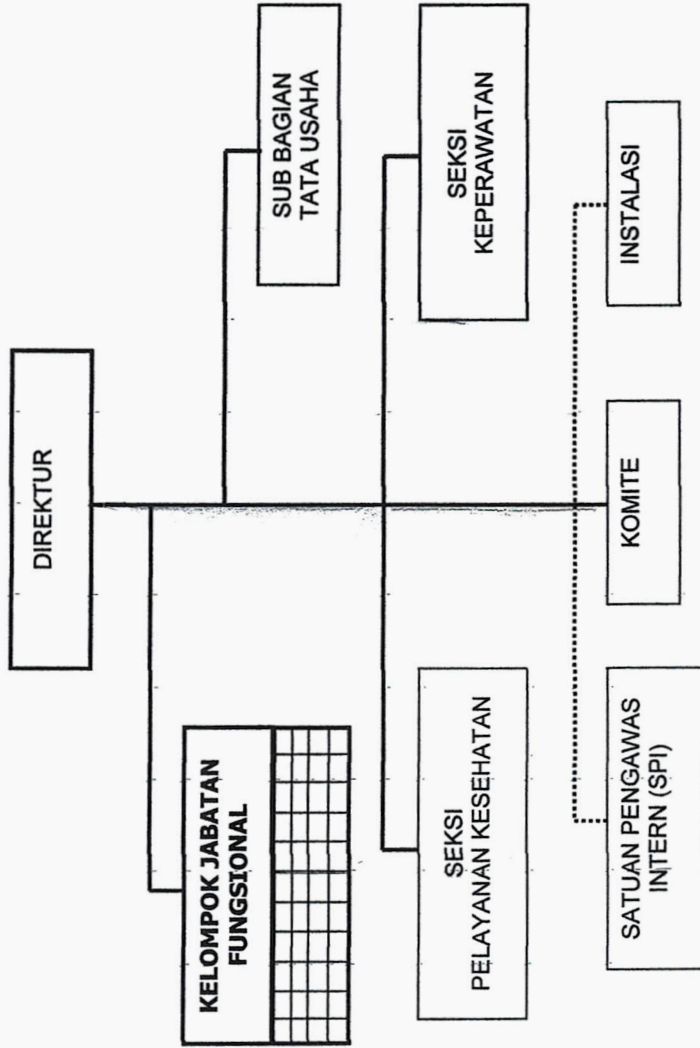 DIREKTUR
KELOMPOK JABATAN
FUNGSIONAL
SUB BAGIAN
TATA USAHA
SEKSI
PELAYANAN KESEHATAN
SEKSI
KEPERAWATAN
SATUAN PENGAWAS
INTERN (SPI)
KOMITE
INSTALASI